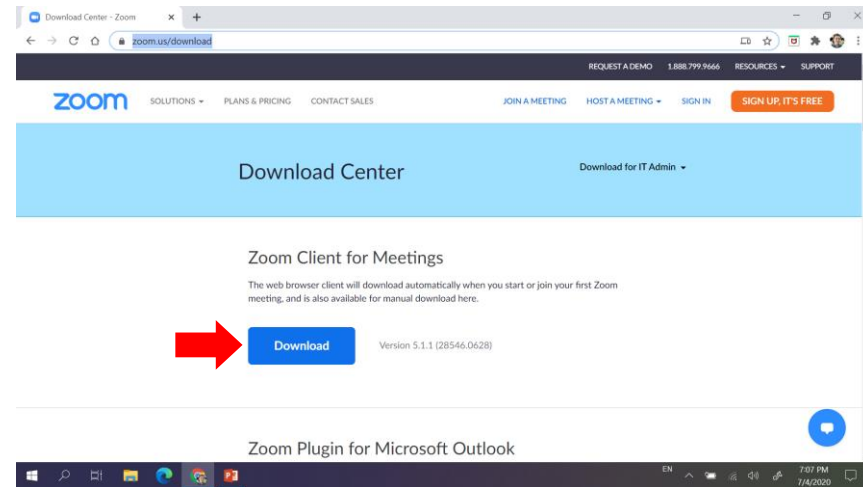 Download Center - Zoom
zoom.us/download
REQUEST A DEMO 1.888.799.9666 RESOURCES SUPPORT
zoom SOLUTIONS PLANS & PRICING CONTACT SALES JOIN A MEETING HOST A MEETING SIGN IN SIGN UP, IT'S FREE
Download Center Download for IT Admin
Zoom Client for Meetings
The web browser client will download automatically when you start or join your first Zoom
meeting, and is also available for manual download here.
Download Version 5.1.1 (28546.0628)
Zoom Plugin for Microsoft Outlook
EN 7:07 PM
7/4/2020